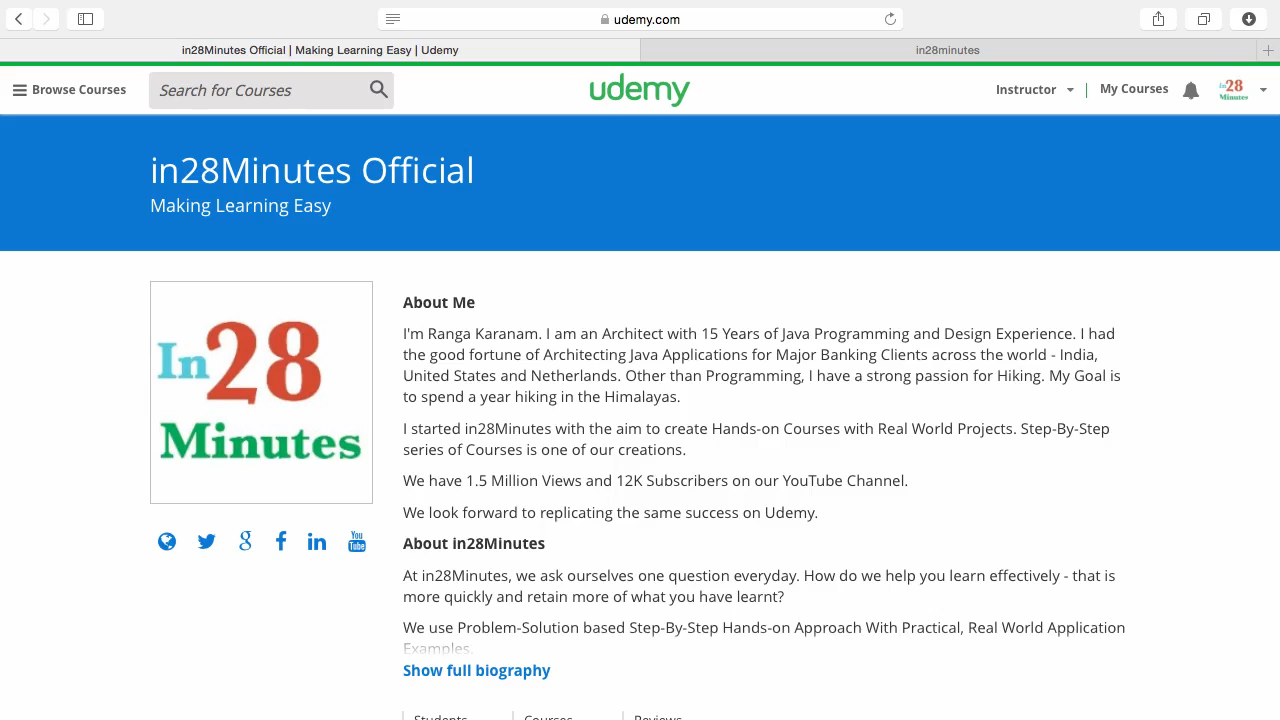 udemy.com
in28Minutes Official | Making Learning Easy | Udemy
in28minutes
Browse Courses
Search for Courses
udemy
Instructor
My Courses
In28
Minutes
in28Minutes Official
Making Learning Easy
In28
Minutes
About Me
I'm Ranga Karanam. I am an Architect with 15 Years of Java Programming and Design Experience. I had
the good fortune of Architecting Java Applications for Major Banking Clients across the world - India,
United States and Netherlands. Other than Programming, I have a strong passion for Hiking. My Goal is
to spend a year hiking in the Himalayas.
I started in28Minutes with the aim to create Hands-on Courses with Real World Projects. Step-By-Step
series of Courses is one of our creations.
We have 1.5 Million Views and 12K Subscribers on our YouTube Channel.
We look forward to replicating the same success on Udemy.
About in28Minutes
At in28Minutes, we ask ourselves one question everyday. How do we help you learn effectively - that is
more quickly and retain more of what you have learnt?
We use Problem-Solution based Step-By-Step Hands-on Approach With Practical, Real World Application
Examples.
Show full biography
You
Tube
Students
Courses
Reviews